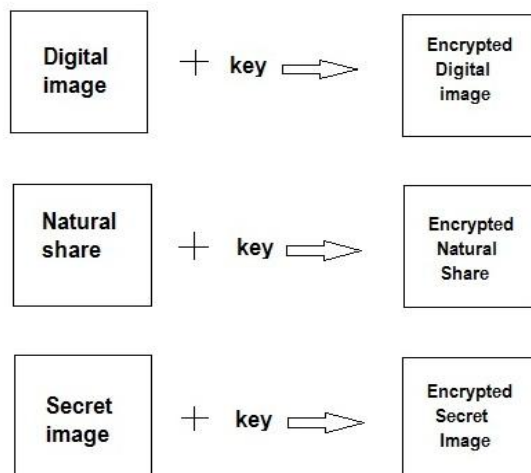 Digital
image
+ key
Encrypted
Digital
image
Natural
share
+ key
Encrypted
Natural
Share
Secret
image
+ key
Encrypted
Secret
Image